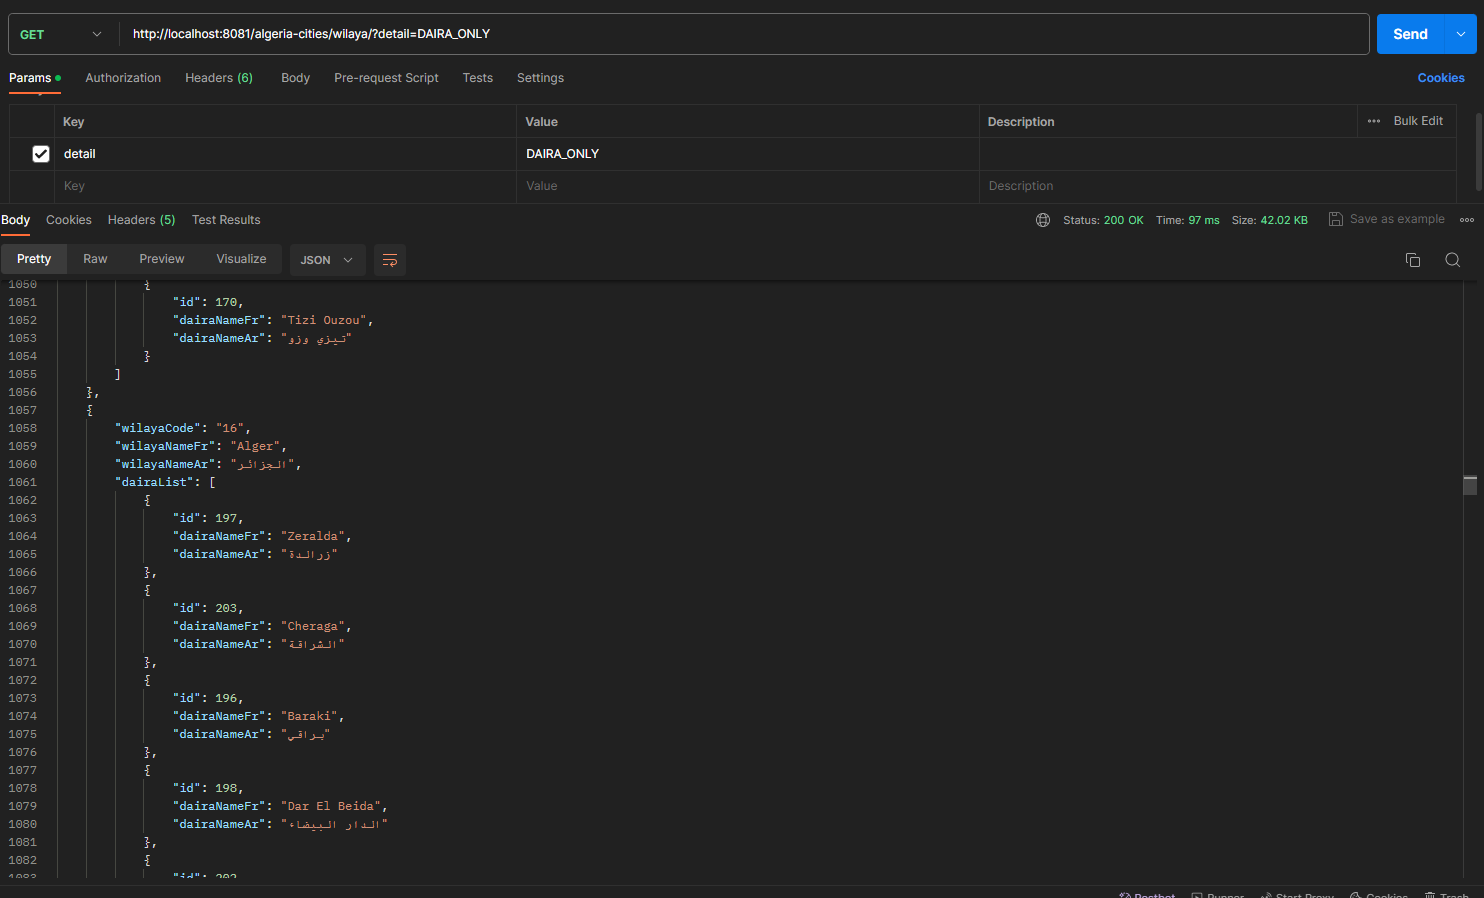 GET http://localhost:8081/algeria-cities/wilaya/?detail=DAIRA_ONLY Send
Params Authorization Headers (6) Body Pre-request Script Tests Settings Cookies
Key Value Description Bulk Edit
detail DAIRA_ONLY
Key Value Description
Body Cookies Headers (5) Test Results Status: 200 OK Time: 97 ms Size: 42.02 KB Save as example
Pretty Raw Preview Visualize JSON
1050 {
1051 "id": 170,
1052 "dairaNameFr": "Tizi Ouzou",
1053 "dairaNameAr": "تيزي وزو"
1054 }
1055 ]
1056 },
1057 {
1058 "wilayaCode": "16",
1059 "wilayaNameFr": "Alger",
1060 "wilayaNameAr": "الجزائر",
1061 "dairaList": [
1062 {
1063 "id": 197,
1064 "dairaNameFr": "Zeralda",
1065 "dairaNameAr": "زرالدة"
1066 },
1067 {
1068 "id": 203,
1069 "dairaNameFr": "Cheraga",
1070 "dairaNameAr": "الشراقة"
1071 },
1072 {
1073 "id": 196,
1074 "dairaNameFr": "Baraki",
1075 "dairaNameAr": "براقي"
1076 },
1077 {
1078 "id": 198,
1079 "dairaNameFr": "Dar El Beida",
1080 "dairaNameAr": "الدار البيضاء"
1081 },
1082 {
1083 "id": 202
Postbot Runner Start Proxy Cookies Trash